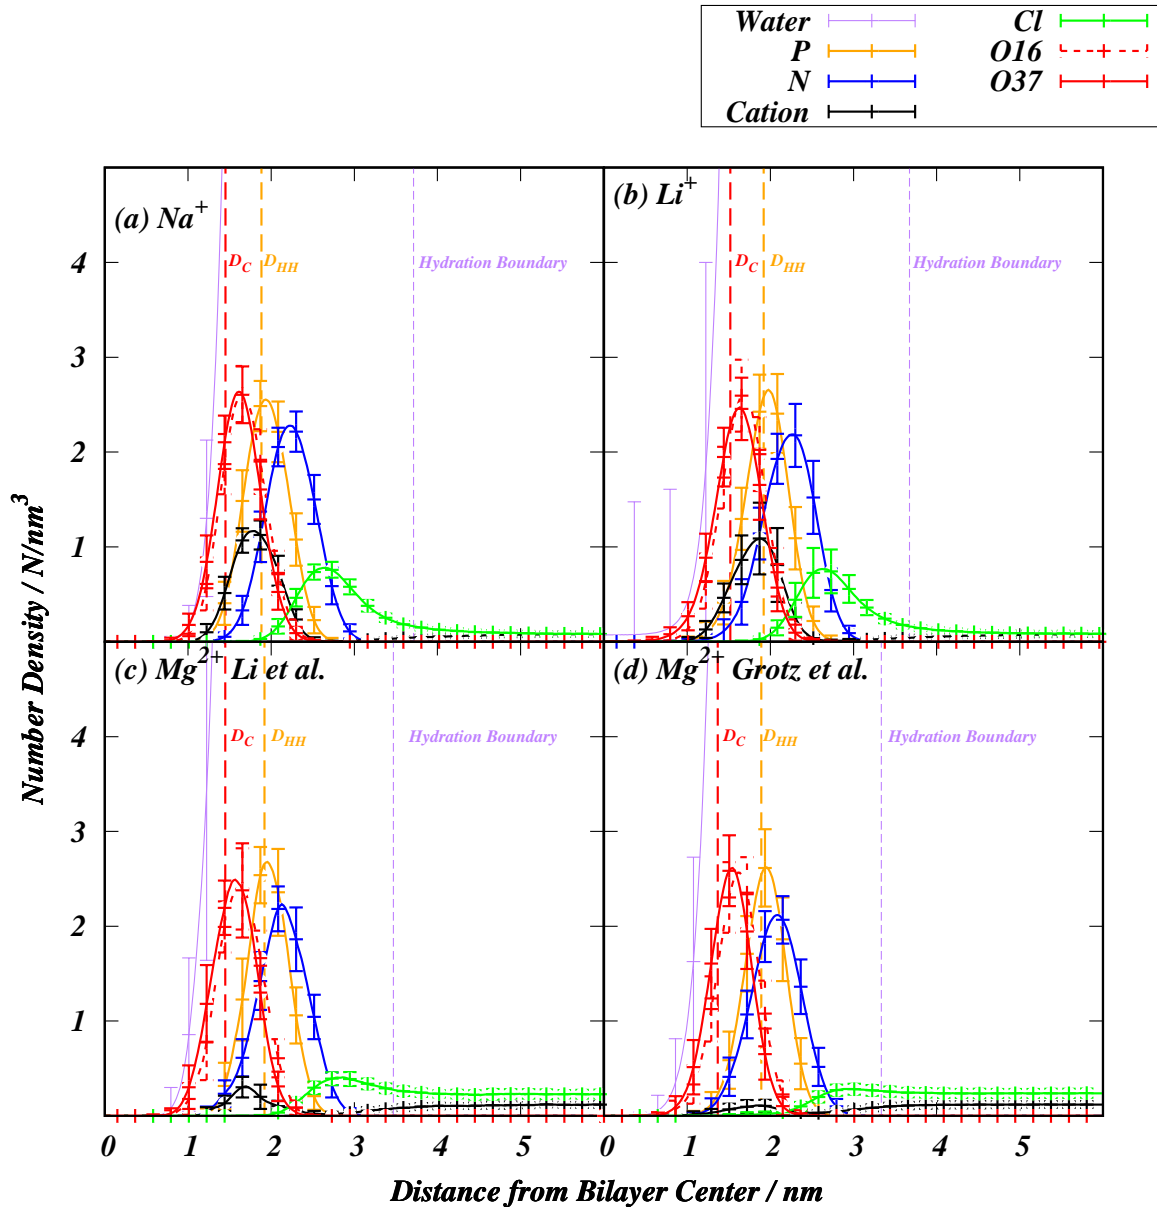 Water
P
N
Cation
Cl
O16
O37
(a) Na+
(b) Li+
DC DHH Hydration Boundary
DC DHH Hydration Boundary
4
3
2
1
(c) Mg2+ Li et al.
(d) Mg2+ Grotz et al.
DC DHH Hydration Boundary
DC DHH Hydration Boundary
4
3
2
1
0 1 2 3 4 5 0 1 2 3 4 5
Number Density / N/nm3
Distance from Bilayer Center / nm